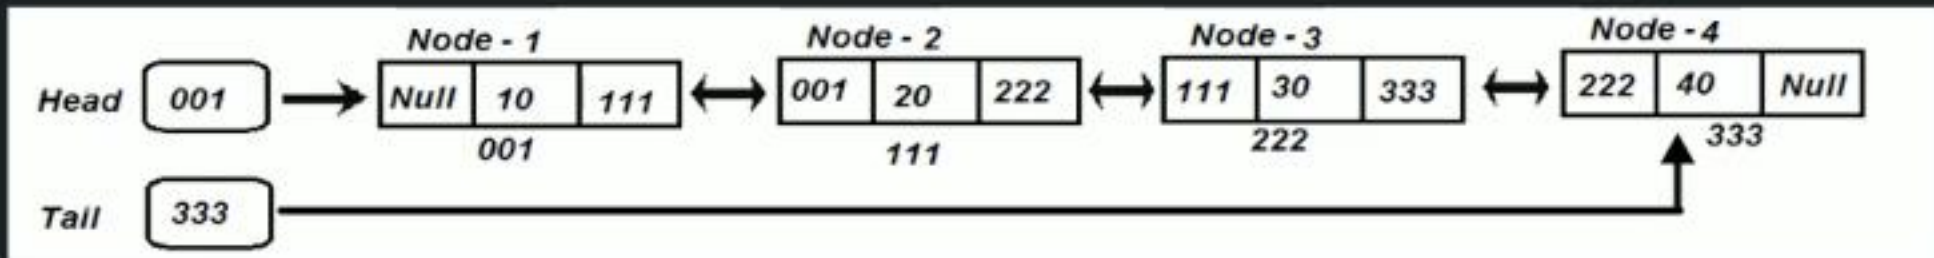 Node - 1 Node - 2 Node - 3 Node - 4
Head 001 Null 10 111 001 20 222 111 30 333 222 40 Null
001 111 222 333
Tail 333